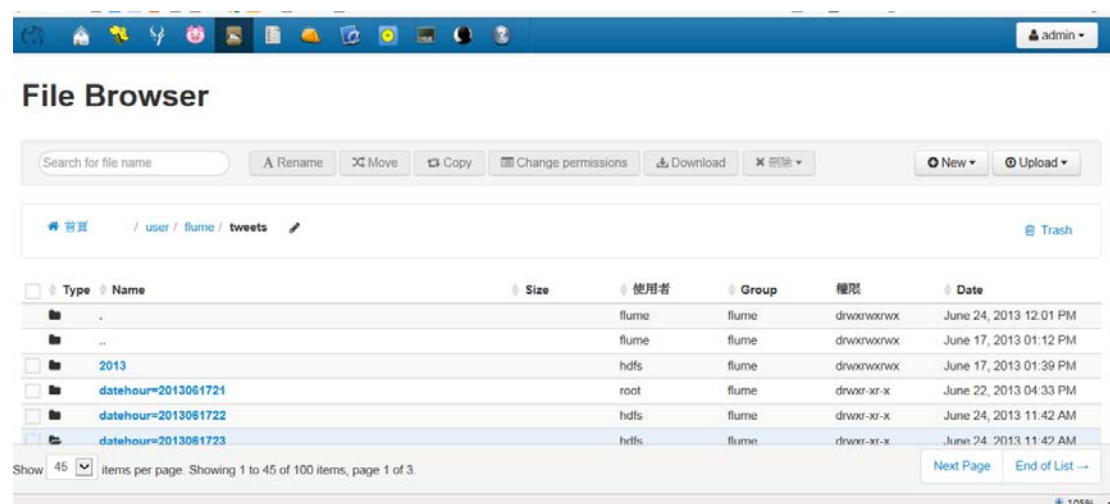 admin
File Browser
Search for file name A Rename Move Copy Change permissions Download 刪除 New Upload
首頁 / user / flume / tweets Trash
Type Name Size 使用者 Group 權限 Date
. flume flume drwxrwxrwx June 24, 2013 12:01 PM
.. flume flume drwxrwxrwx June 17, 2013 01:12 PM
2013 hdfs flume drwxrwxrwx June 17, 2013 01:39 PM
datehour=2013061721 root flume drwxr-xr-x June 22, 2013 04:33 PM
datehour=2013061722 hdfs flume drwxr-xr-x June 24, 2013 11:42 AM
datehour=2013061723 hdfs flume drwxr-xr-x June 24, 2013 11:42 AM
Show 45 items per page. Showing 1 to 45 of 100 items, page 1 of 3. Next Page End of List →
105%